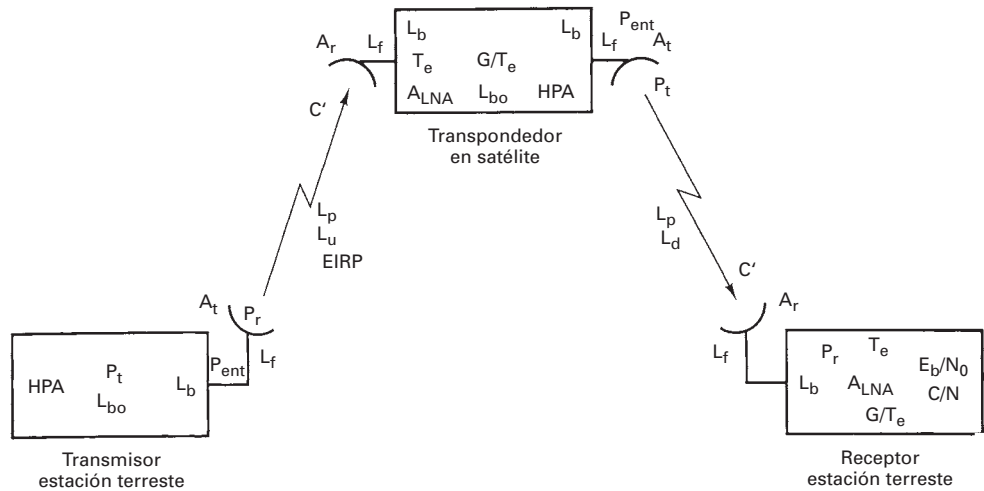 A_r L_f L_b L_b L_f P_ent A_t
T_e G/T_e
A_LNA L_bo HPA P_t
C'
Transpondedor
en satélite
L_p
L_u
EIRP
L_p
L_d
C'
A_t P_r A_r
L_f L_f
HPA P_t L_b P_ent
L_bo
P_r T_e E_b/N_0
L_b A_LNA C/N
G/T_e
Transmisor
estación terreste
Receptor
estación terreste